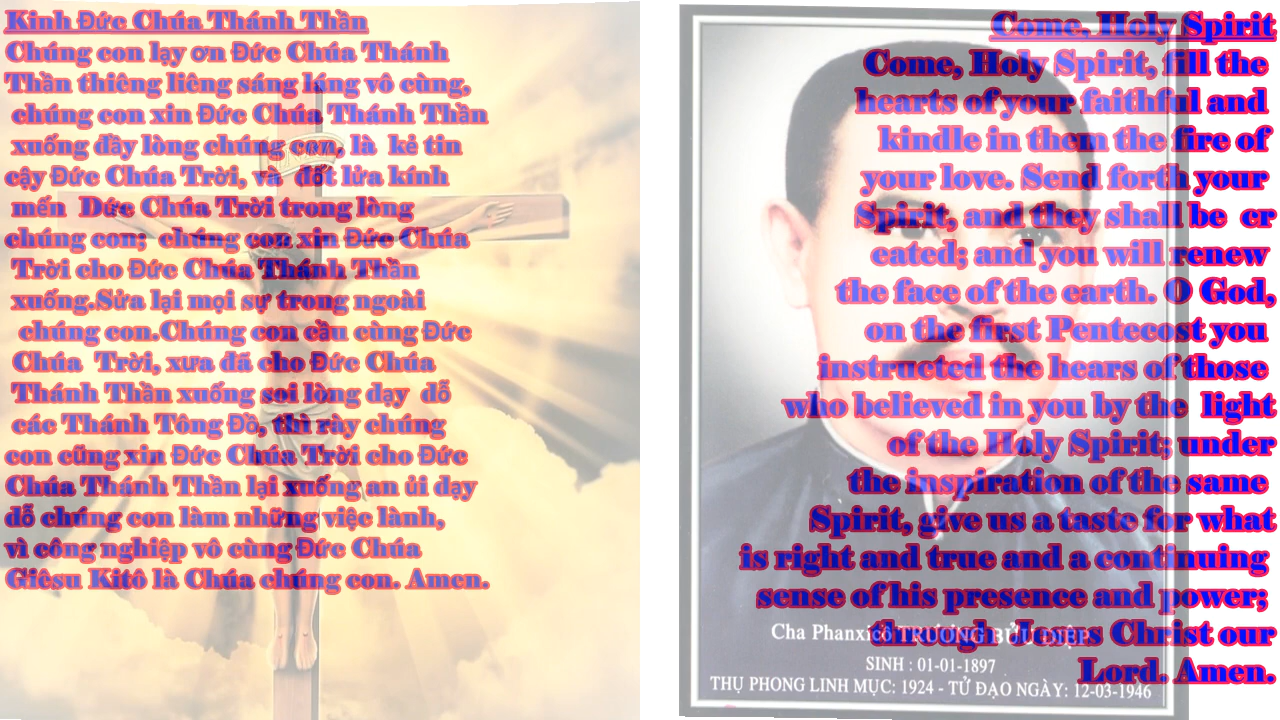 Kinh Đức Chúa Thánh Thần
Chúng con lạy ơn Đức Chúa Thánh
Thần thiêng liêng sáng láng vô cùng,
chúng con xin Đức Chúa Thánh Thần
xuống đầy lòng chúng con, là kẻ tin
cậy Đức Chúa Trời, và đốt lửa kính
mến Đức Chúa Trời trong lòng
chúng con; chúng con xin Đức Chúa
Trời cho Đức Chúa Thánh Thần
xuống.Sửa lại mọi sự trong ngoài
chúng con.Chúng con cầu cùng Đức
Chúa Trời, xưa đã cho Đức Chúa
Thánh Thần xuống soi lòng dạy dỗ
các Thánh Tông Đồ, thì rày chúng
con cũng xin Đức Chúa Trời cho Đức
Chúa Thánh Thần lại xuống an ủi dạy
dỗ chúng con làm những việc lành,
vì công nghiệp vô cùng Đức Chúa
Giêsu Kitô là Chúa chúng con. Amen.
Come, Holy Spirit
Come, Holy Spirit, fill the
hearts of your faithful and
kindle in them the fire of
your love. Send forth your
Spirit, and they shall be cr
eated; and you will renew
the face of the earth. O God,
on the first Pentecost you
instructed the hears of those
who believed in you by the light
of the Holy Spirit; under
the inspiration of the same
Spirit, give us a taste for what
is right and true and a continuing
sense of his presence and power;
through Jesus Christ our
Lord. Amen.
Cha Phanxicô TRƯƠNG BỬU DIỆP
SINH : 01-01-1897
THỤ PHONG LINH MỤC: 1924 - TỬ ĐẠO NGÀY: 12-03-1946